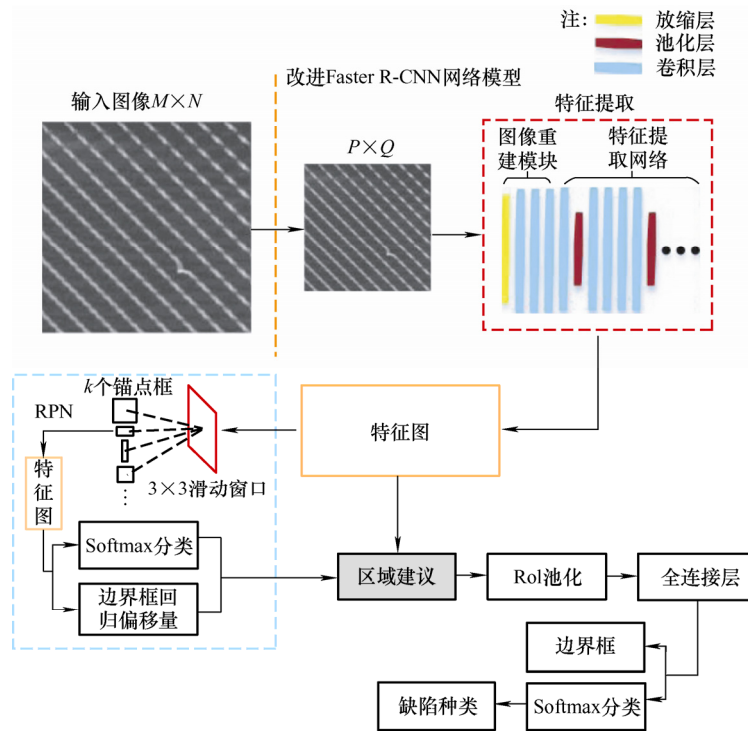 注：
放缩层
池化层
卷积层
改进Faster R-CNN网络模型
输入图像M×N
P×Q
特征提取
图像重
建模块
特征提
取网络
k个锚点框
RPN
特
征
图
3×3滑动窗口
特征图
Softmax分类
边界框回
归偏移量
区域建议
RoI池化
全连接层
边界框
Softmax分类
缺陷种类